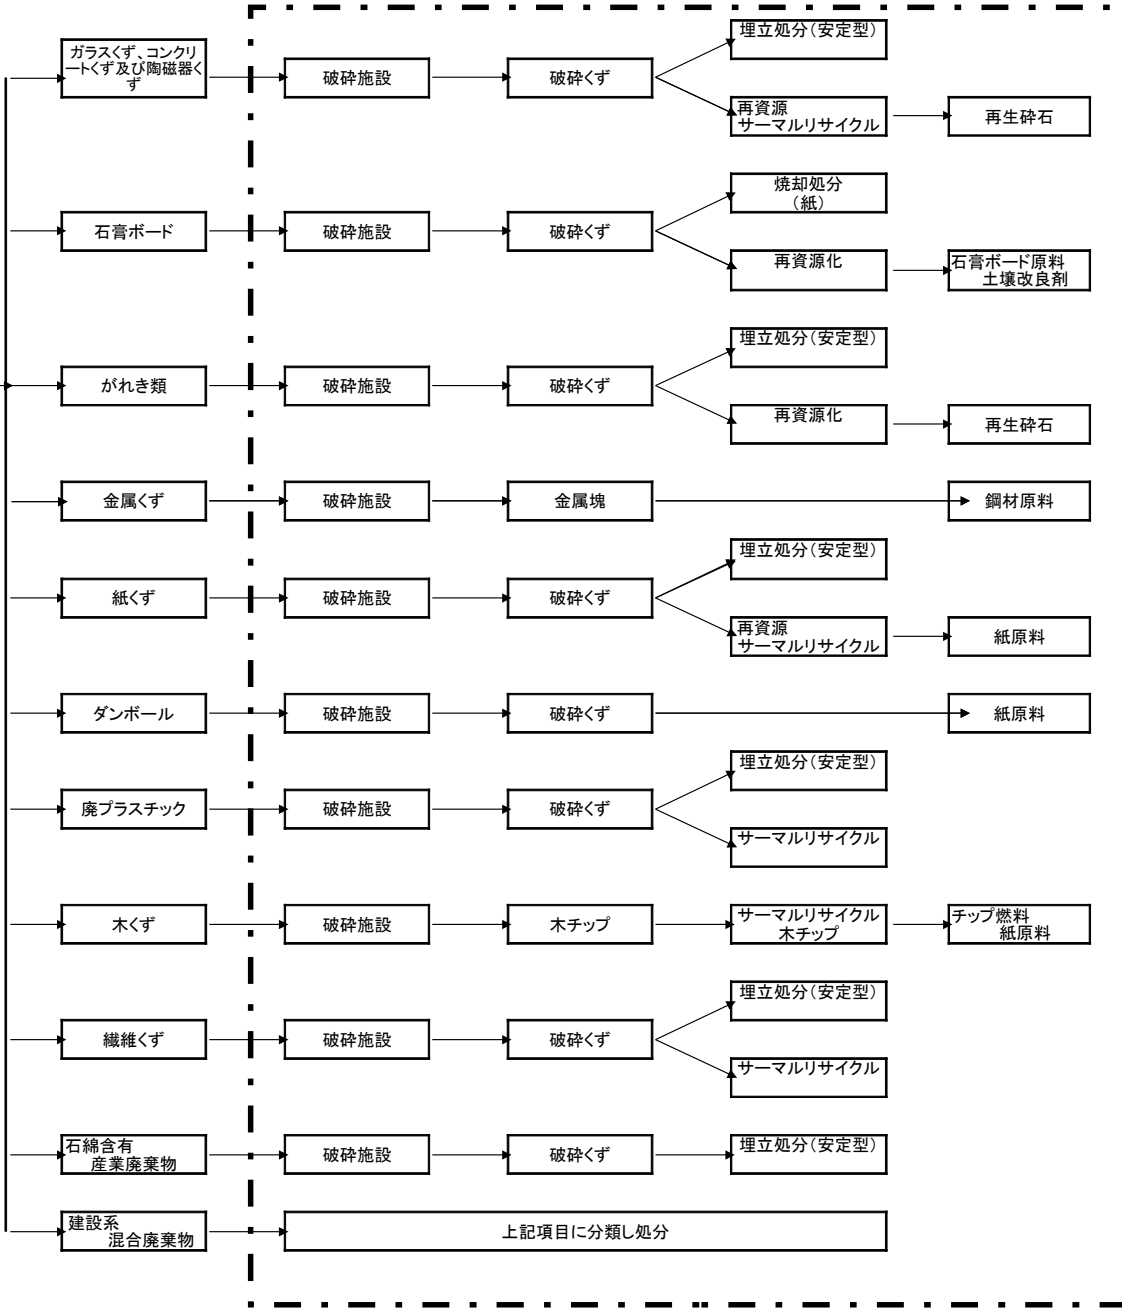 ガラスくず、コンクリ
ートくず及び陶磁器く
ず
破砕施設
破砕くず
埋立処分(安定型)
再資源
サーマルリサイクル
再生砕石
石膏ボード
破砕施設
破砕くず
焼却処分
(紙)
再資源化
石膏ボード原料
土壌改良剤
がれき類
破砕施設
破砕くず
埋立処分(安定型)
再資源化
再生砕石
金属くず
破砕施設
金属塊
鋼材原料
紙くず
破砕施設
破砕くず
埋立処分(安定型)
再資源
サーマルリサイクル
紙原料
ダンボール
破砕施設
破砕くず
紙原料
廃プラスチック
破砕施設
破砕くず
埋立処分(安定型)
サーマルリサイクル
木くず
破砕施設
木チップ
サーマルリサイクル
木チップ
チップ燃料
紙原料
繊維くず
破砕施設
破砕くず
埋立処分(安定型)
サーマルリサイクル
石綿含有
産業廃棄物
破砕施設
破砕くず
埋立処分(安定型)
建設系
混合廃棄物
上記項目に分類し処分